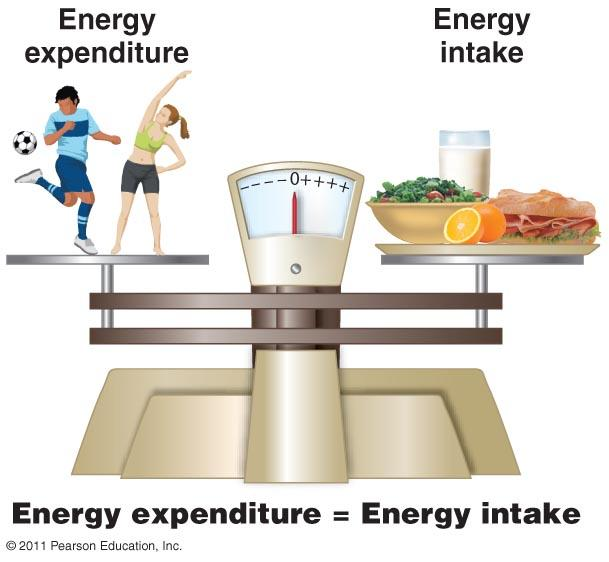 Energy
expenditure
Energy
intake
----0++++
Energy expenditure = Energy intake
© 2011 Pearson Education, Inc.